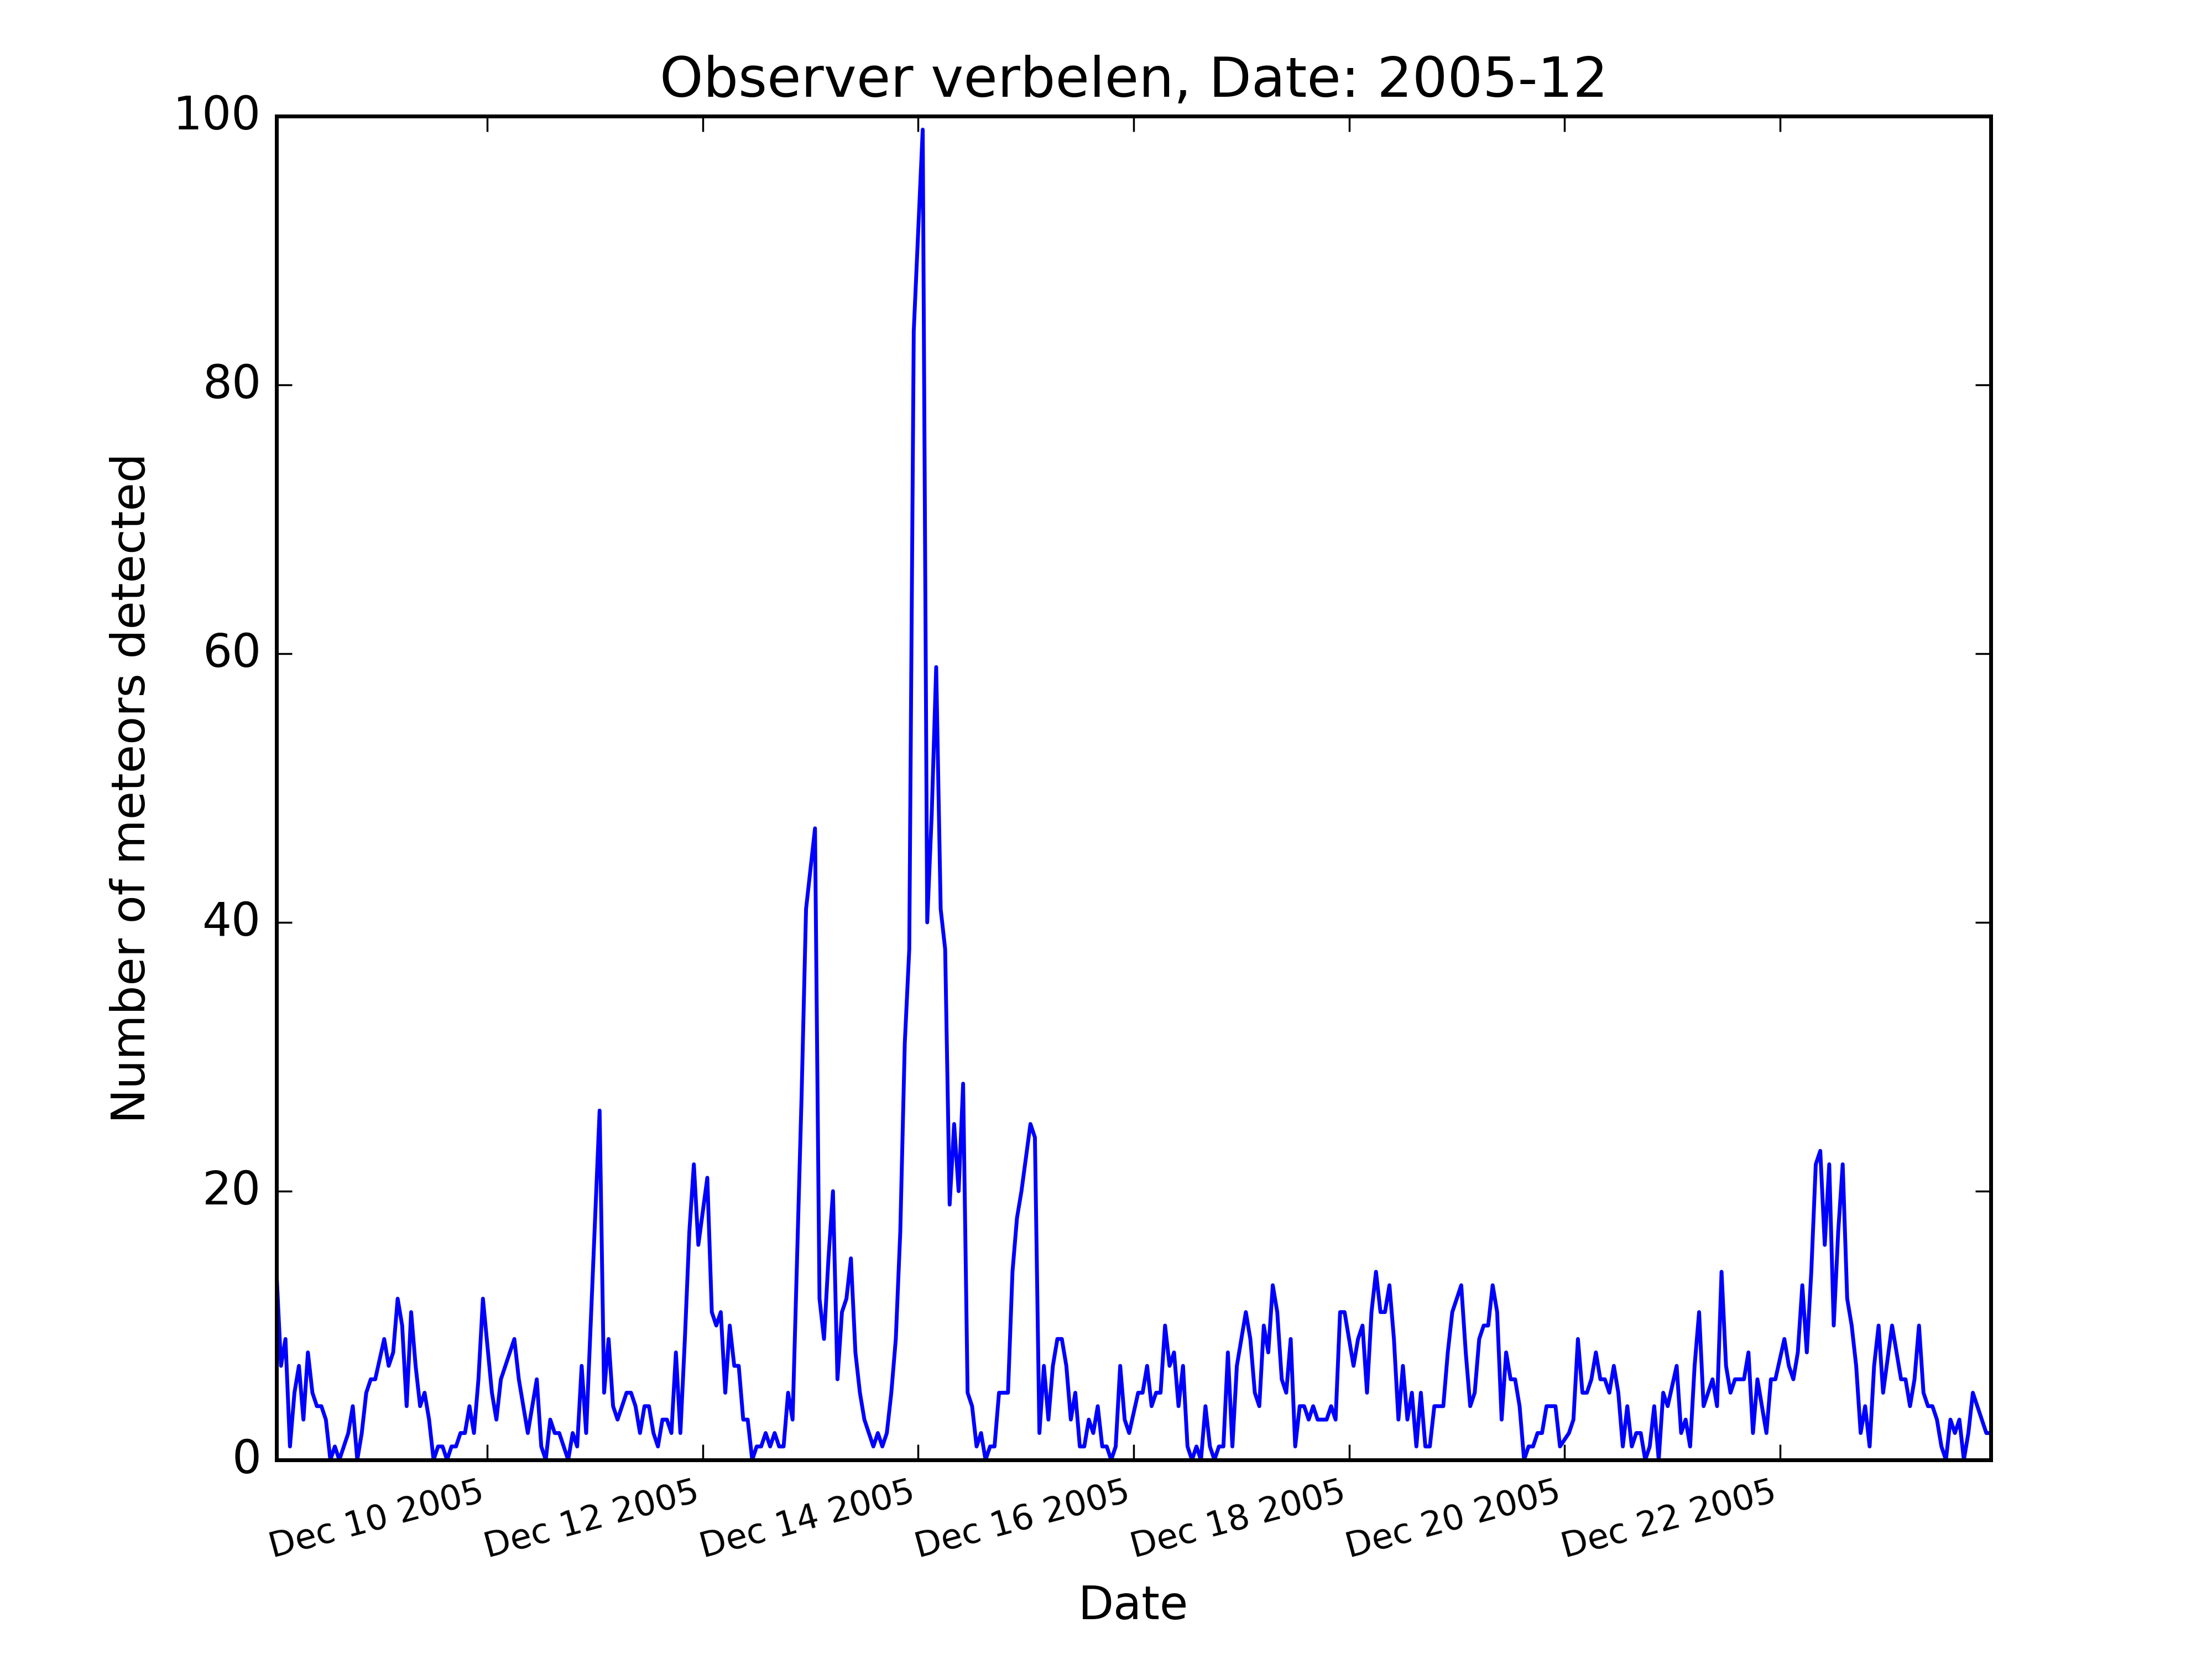 Observer verbelen, Date: 2005-12
100
80
60
40
20
0
Number of meteors detected
Dec 10 2005
Dec 12 2005
Dec 14 2005
Dec 16 2005
Dec 18 2005
Dec 20 2005
Dec 22 2005
Date